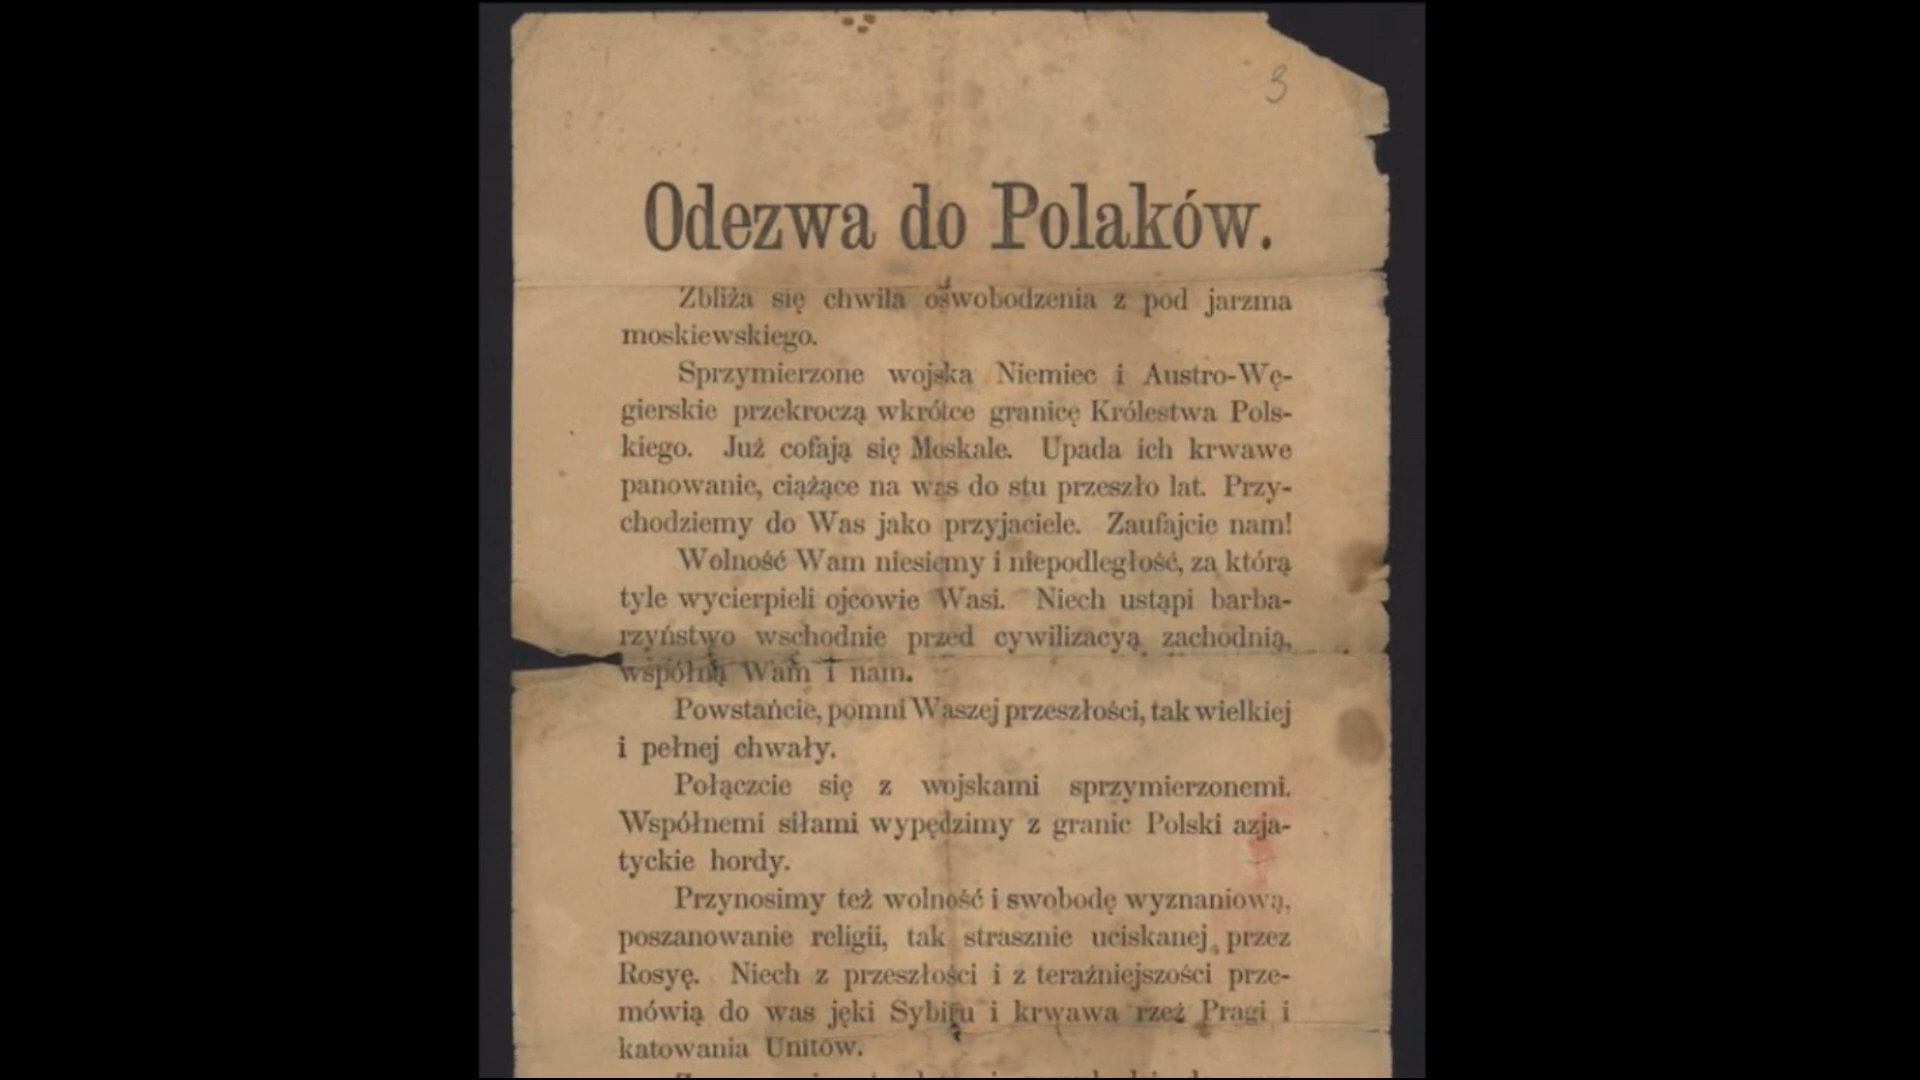 3
Odezwa do Polaków.
Zbliża się chwila oswobodzenia z pod jarzma
moskiewskiego.
Sprzymierzone wojska Niemiec i Austro-Wę-
gierskie przekroczą wkrótce granicę Królestwa Pols-
kiego. Już cofają się Moskale. Upada ich krwawe
panowanie, ciążące na was do stu przeszło lat. Przy-
chodziemy do Was jako przyjaciele. Zaufajcie nam!
Wolność Wam niesiemy i niepodległość, za którą
tyle wycierpieli ojcowie Wasi. Niech ustąpi barba-
rzyństwo wschodnie przed cywilizacyą zachodnią,
wspólną Wam i nam.
Powstańcie, pomni Waszej przeszłości, tak wielkiej
i pełnej chwały.
Połączcie się z wojskami sprzymierzonemi.
Wspólnemi siłami wypędzimy z granic Polski azja-
tyckie hordy.
Przynosimy też wolność i swobodę wyznaniową,
poszanowanie religii, tak strasznie uciskanej przez
Rosyę. Niech z przeszłości i z teraźniejszości prze-
mówią do was jęki Sybiru i krwawa rzeź Pragi i
katowania Unitów.